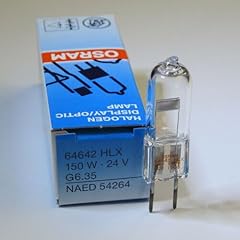 OSRAM
HALOGEN
DISPLAY/OPTIC
LAMP
64642 HLX
150 W · 24 V
G6.35
NAED 54264